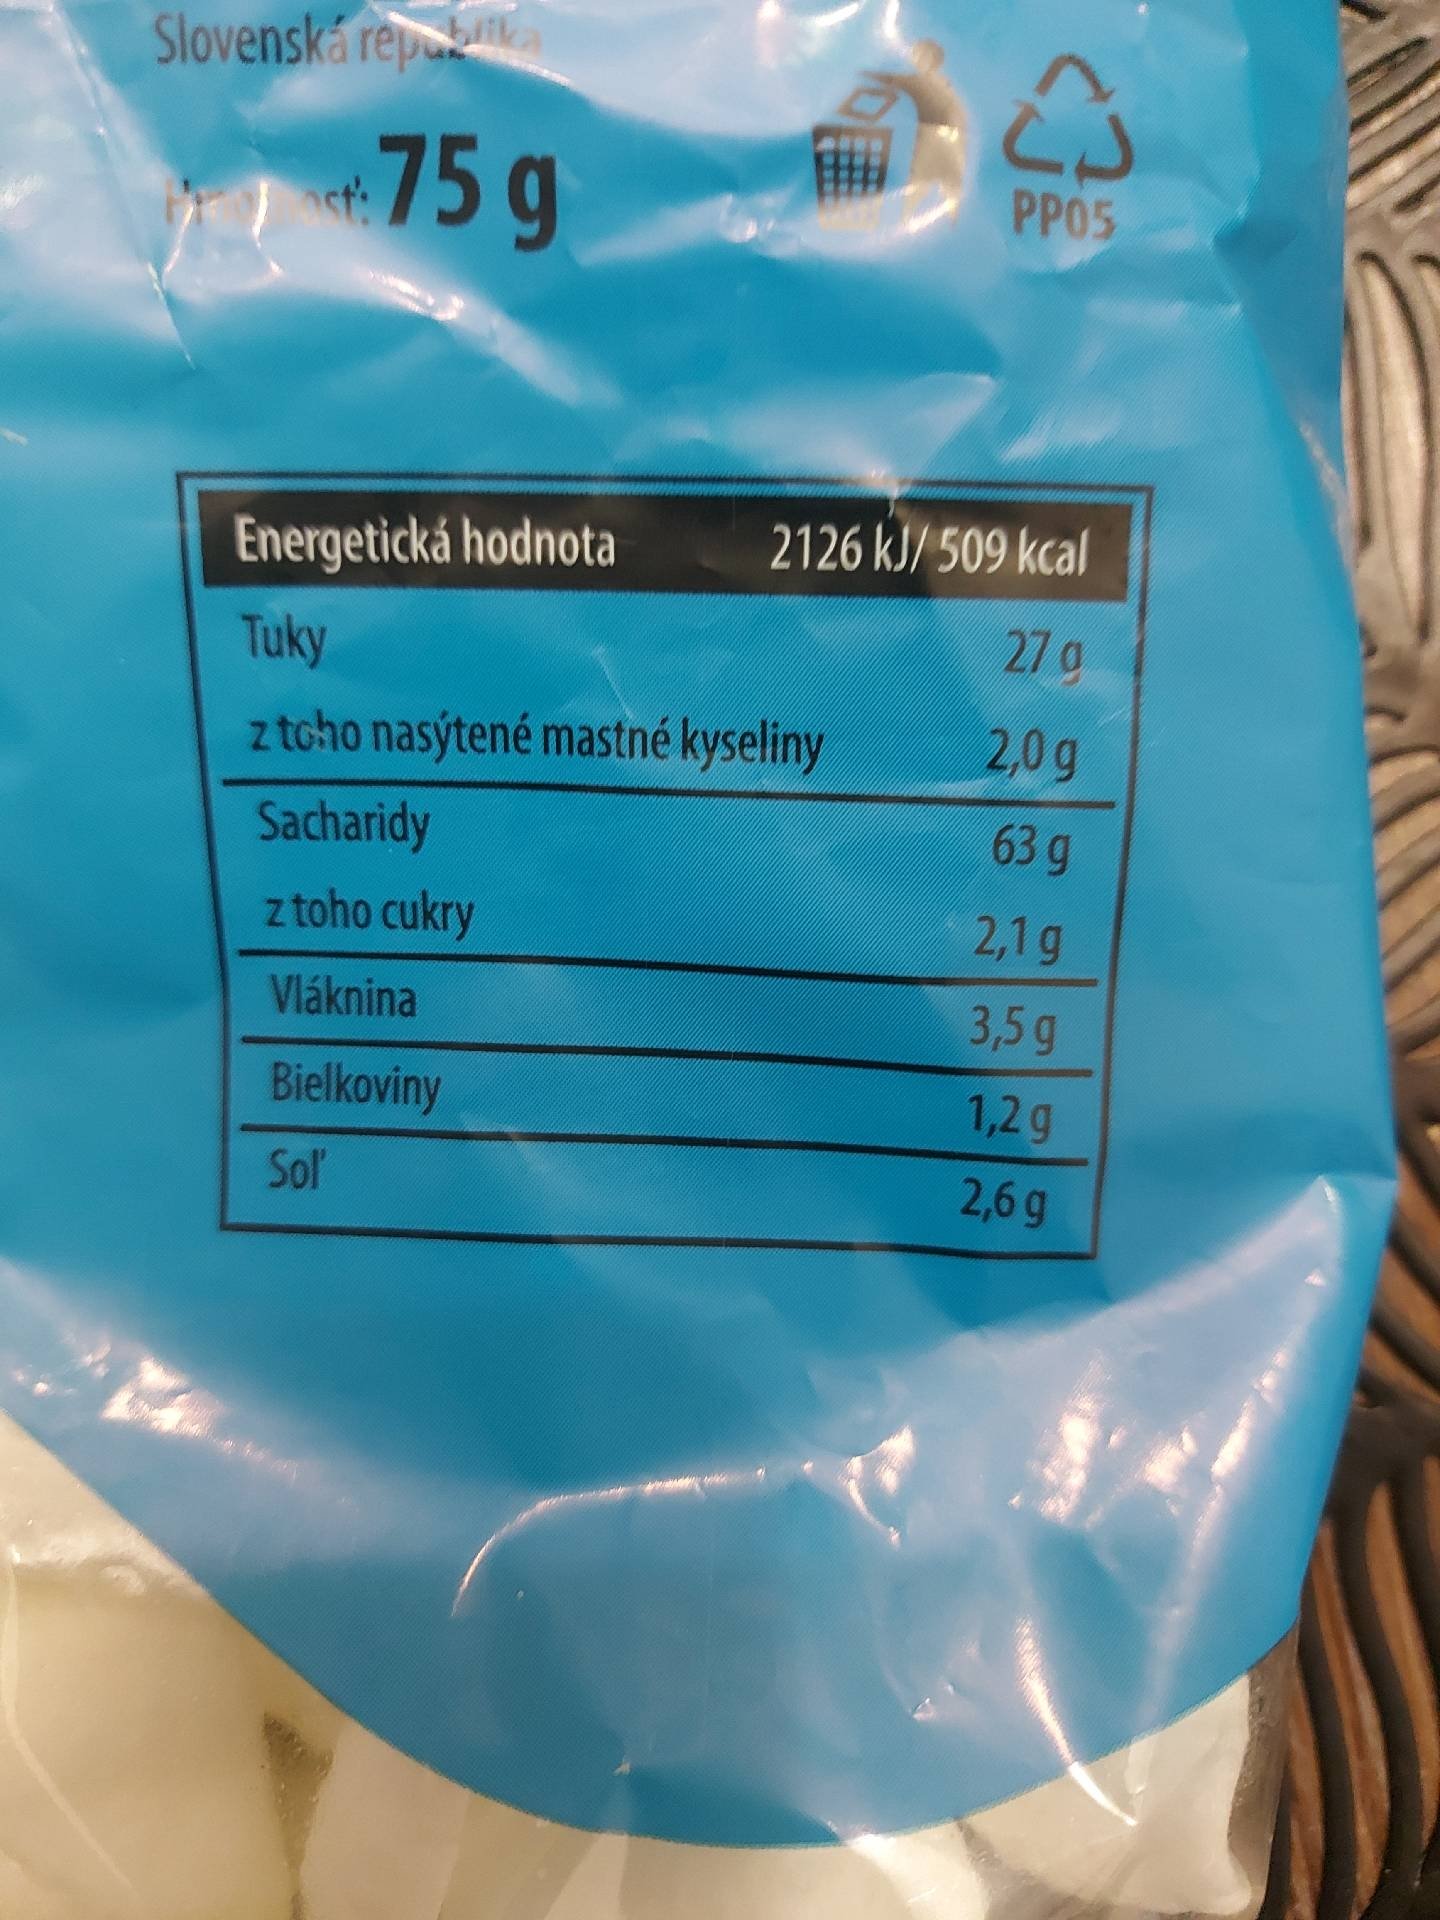 Slovenská republika
Hmotnosť: 75 g
PP05
Energetická hodnota 2126 kJ/ 509 kcal
Tuky 27 g
z toho nasýtené mastné kyseliny 2,0 g
Sacharidy 63 g
z toho cukry 2,1 g
Vláknina 3,5 g
Bielkoviny 1,2 g
Soľ 2,6 g